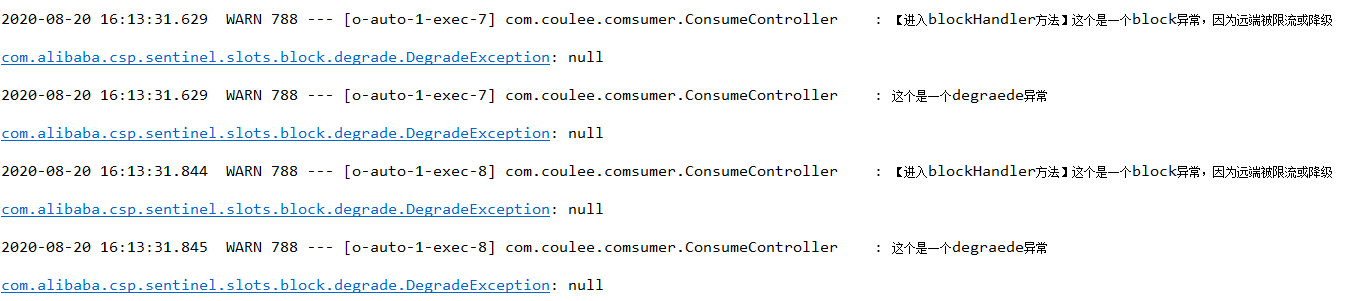 2020-08-20 16:13:31.629  WARN 788 --- [o-auto-1-exec-7] com.coulee.comsumer.ConsumeController    : 【进入blockHandler方法】这个是一个block异常，因为远端被限流或降级
com.alibaba.csp.sentinel.slots.block.degrade.DegradeException: null
2020-08-20 16:13:31.629  WARN 788 --- [o-auto-1-exec-7] com.coulee.comsumer.ConsumeController    : 这个是一个degraede异常
com.alibaba.csp.sentinel.slots.block.degrade.DegradeException: null
2020-08-20 16:13:31.844  WARN 788 --- [o-auto-1-exec-8] com.coulee.comsumer.ConsumeController    : 【进入blockHandler方法】这个是一个block异常，因为远端被限流或降级
com.alibaba.csp.sentinel.slots.block.degrade.DegradeException: null
2020-08-20 16:13:31.845  WARN 788 --- [o-auto-1-exec-8] com.coulee.comsumer.ConsumeController    : 这个是一个degraede异常
com.alibaba.csp.sentinel.slots.block.degrade.DegradeException: null